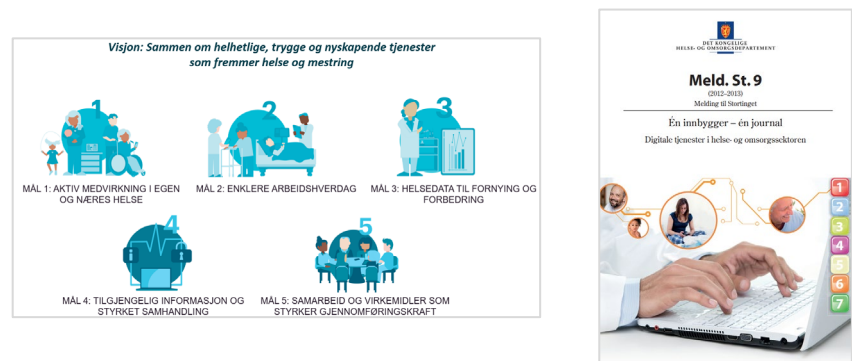 Visjon: Sammen om helhetlige, trygge og nyskapende tjenester
som fremmer helse og mestring
1
2
3
MÅL 1: AKTIV MEDVIRKNING I EGEN
OG NÆRES HELSE
MÅL 2: ENKLERE ARBEIDSHVERDAG
MÅL 3: HELSEDATA TIL FORNYING OG
FORBEDRING
4
5
MÅL 4: TILGJENGELIG INFORMASJON OG
STYRKET SAMHANDLING
MÅL 5: SAMARBEID OG VIRKEMIDLER SOM
STYRKER GJENNOMFØRINGSKRAFT
DET KONGELIGE
HELSE- OG OMSORGSDEPARTEMENT
Meld. St. 9
(2012–2013)
Melding til Stortinget
Én innbygger – én journal
Digitale tjenester i helse- og omsorgssektoren
1
2
3
4
5
6
7